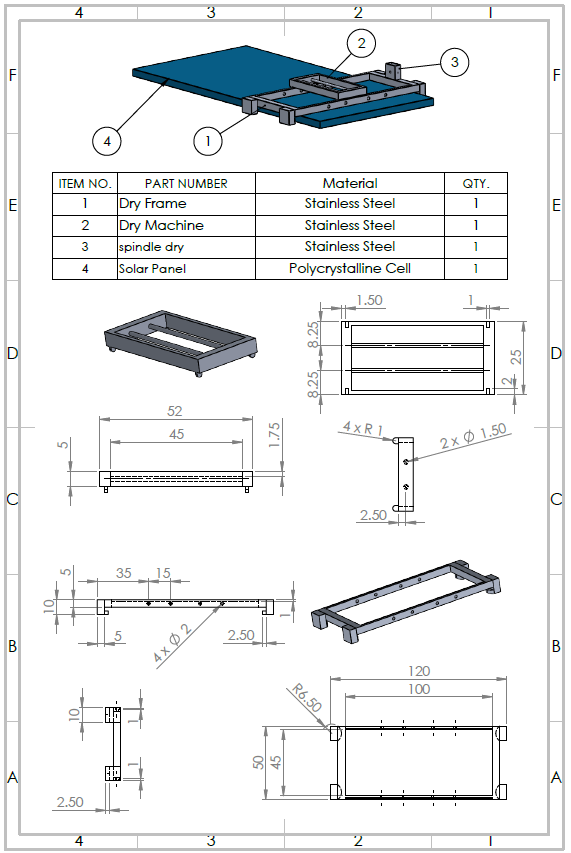 4 3 2 1
F F
2
3
4
1
ITEM NO. PART NUMBER Material QTY.
1 Dry Frame Stainless Steel 1
2 Dry Machine Stainless Steel 1
3 spindle dry Stainless Steel 1
4 Solar Panel Polycrystalline Cell 1
E E
1.50 1
8.25
8.25
25
2
D D
52
45
5
1.75
4 x R 1
2 x Ø 1.50
2.50
C C
35 15
5
10
5
4 x Ø 2
2.50
1
B B
120
100
R6.50
50
45
10
1
1
2.50
A A
4 3 2 1